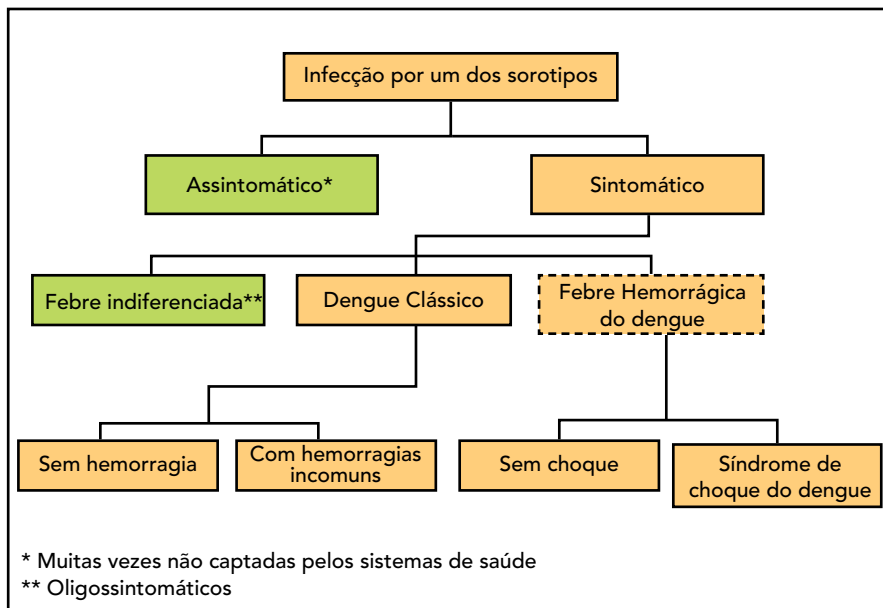 Infecção por um dos sorotipos
Assintomático*
Sintomático
Febre indiferenciada**
Dengue Clássico
Febre Hemorrágica
do dengue
Sem hemorragia
Com hemorragias
incomuns
Sem choque
Síndrome de
choque do dengue
* Muitas vezes não captadas pelos sistemas de saúde
** Oligossintomáticos